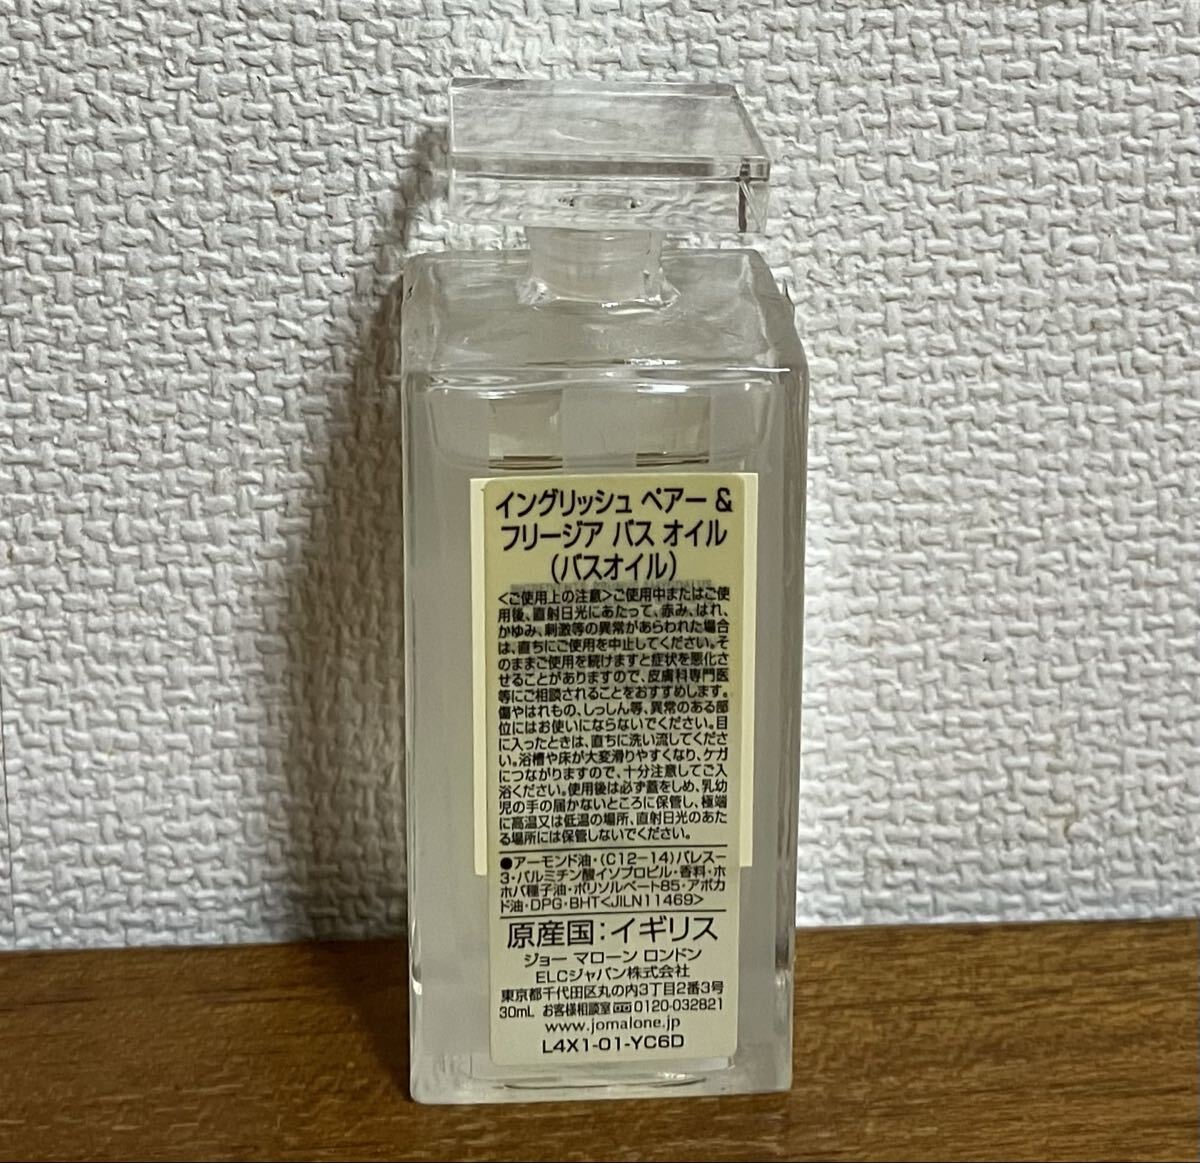 イングリッシュ ペアー &
フリージア バス オイル
(バスオイル)
<ご使用上の注意>ご使用中またはご使
用後、直射日光にあたって、赤み、はれ、
かゆみ、刺激等の異常があらわれた場合
は、直ちにご使用を中止してください。そ
のままご使用を続けますと症状を悪化さ
せることがありますので、皮膚科専門医
等にご相談されることをおすすめします。
傷やはれもの、しっしん等、異常のある部
位にはお使いにならないでください。目
に入ったときは、直ちに洗い流してくださ
い。浴槽や床が大変滑りやすくなり、ケガ
につながりますので、十分注意してご入
浴ください。使用後は必ず蓋をしめ、乳幼
児の手の届かないところに保管し、極端
に高温又は低温の場所、直射日光のあた
る場所には保管しないでください。
●アーモンド油・(C12-14)パレス-
3・パルミチン酸イソプロピル・香料・ホ
ホバ種子油・ポリソルベート85・アボカ
ド油・DPG・BHT<JILN11469>
原産国:イギリス
ジョー マローン ロンドン
ELCジャパン株式会社
東京都千代田区丸の内3丁目2番3号
30mL お客様相談室 0120-032821
www.jomalone.jp
L4X1-01-YC6D